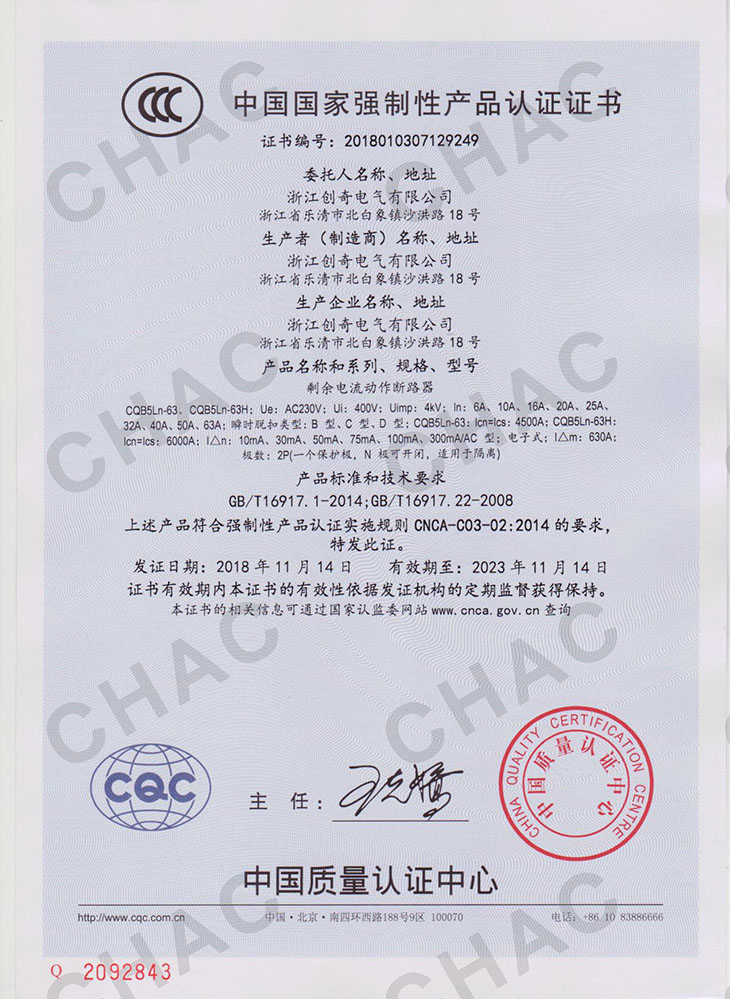 CCC
中国国家强制性产品认证证书
证书编号：2018010307129249
委托人名称、地址
浙江创奇电气有限公司
浙江省乐清市北白象镇沙洪路 18 号
生产者（制造商）名称、地址
浙江创奇电气有限公司
浙江省乐清市北白象镇沙洪路 18 号
生产企业名称、地址
浙江创奇电气有限公司
浙江省乐清市北白象镇沙洪路 18 号
产品名称和系列、规格、型号
剩余电流动作断路器
CQB5Ln-63、CQB5Ln-63H；Ue：AC230V；Ui：400V；Uimp：4kV；In：6A、10A、16A、20A、25A、
32A、40A、50A、63A；瞬时脱扣类型：B 型、C 型、D 型；CQB5Ln-63：Icn=Ics：4500A；CQB5Ln-63H：
Icn=Ics：6000A；I△n：10mA、30mA、50mA、75mA、100mA、300mA/AC 型；电子式；I△m：630A；
极数：2P(一个保护极，N 极可开闭，适用于隔离)
产品标准和技术要求
GB/T16917.1-2014;GB/T16917.22-2008
上述产品符合强制性产品认证实施规则 CNCA-C03-02:2014 的要求，
特发此证。
发证日期：2018 年 11 月 14 日 有效期至：2023 年 11 月 14 日
证书有效期内本证书的有效性依据发证机构的定期监督获得保持。
本证书的相关信息可通过国家认监委网站 www.cnca.gov.cn 查询
CQC
主 任：
CHINA QUALITY CERTIFICATION CENTRE
中国质量认证中心
中国质量认证中心
http://www.cqc.com.cn 中国·北京·南四环西路188号9区 100070 电话：+86 10 83886666
Q 2092843
CHAC
CHAC
CHAC
CHAC
CHAC
CHAC
CHAC
CHAC